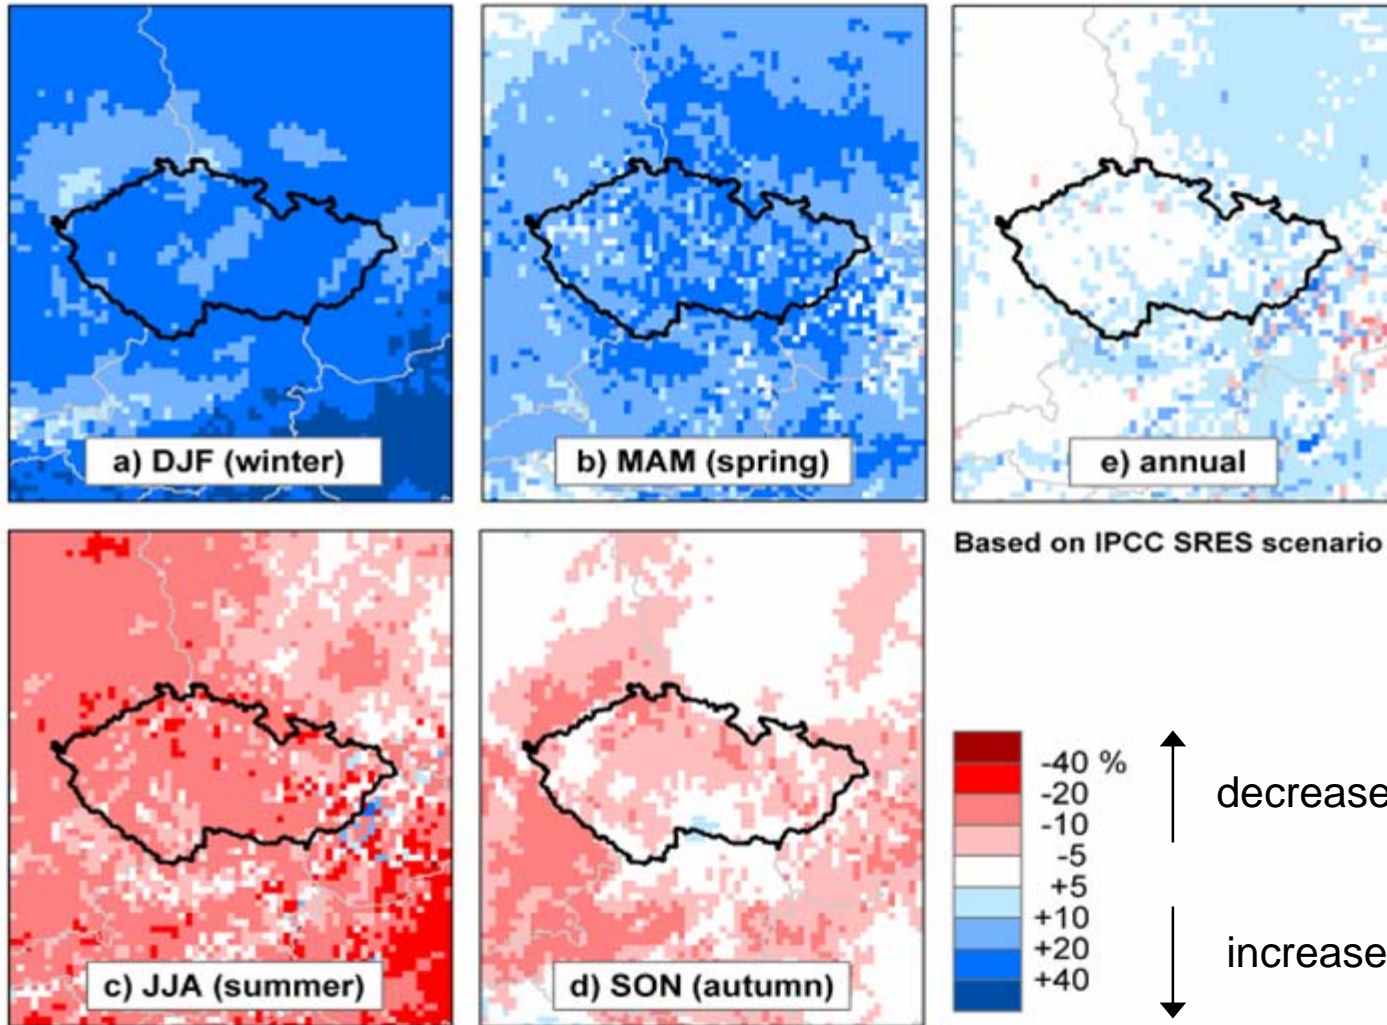 a) DJF (winter)
b) MAM (spring)
e) annual
Based on IPCC SRES scenario
c) JJA (summer)
d) SON (autumn)
-40 %
-20
-10
-5
+5
+10
+20
+40
decrease
increase